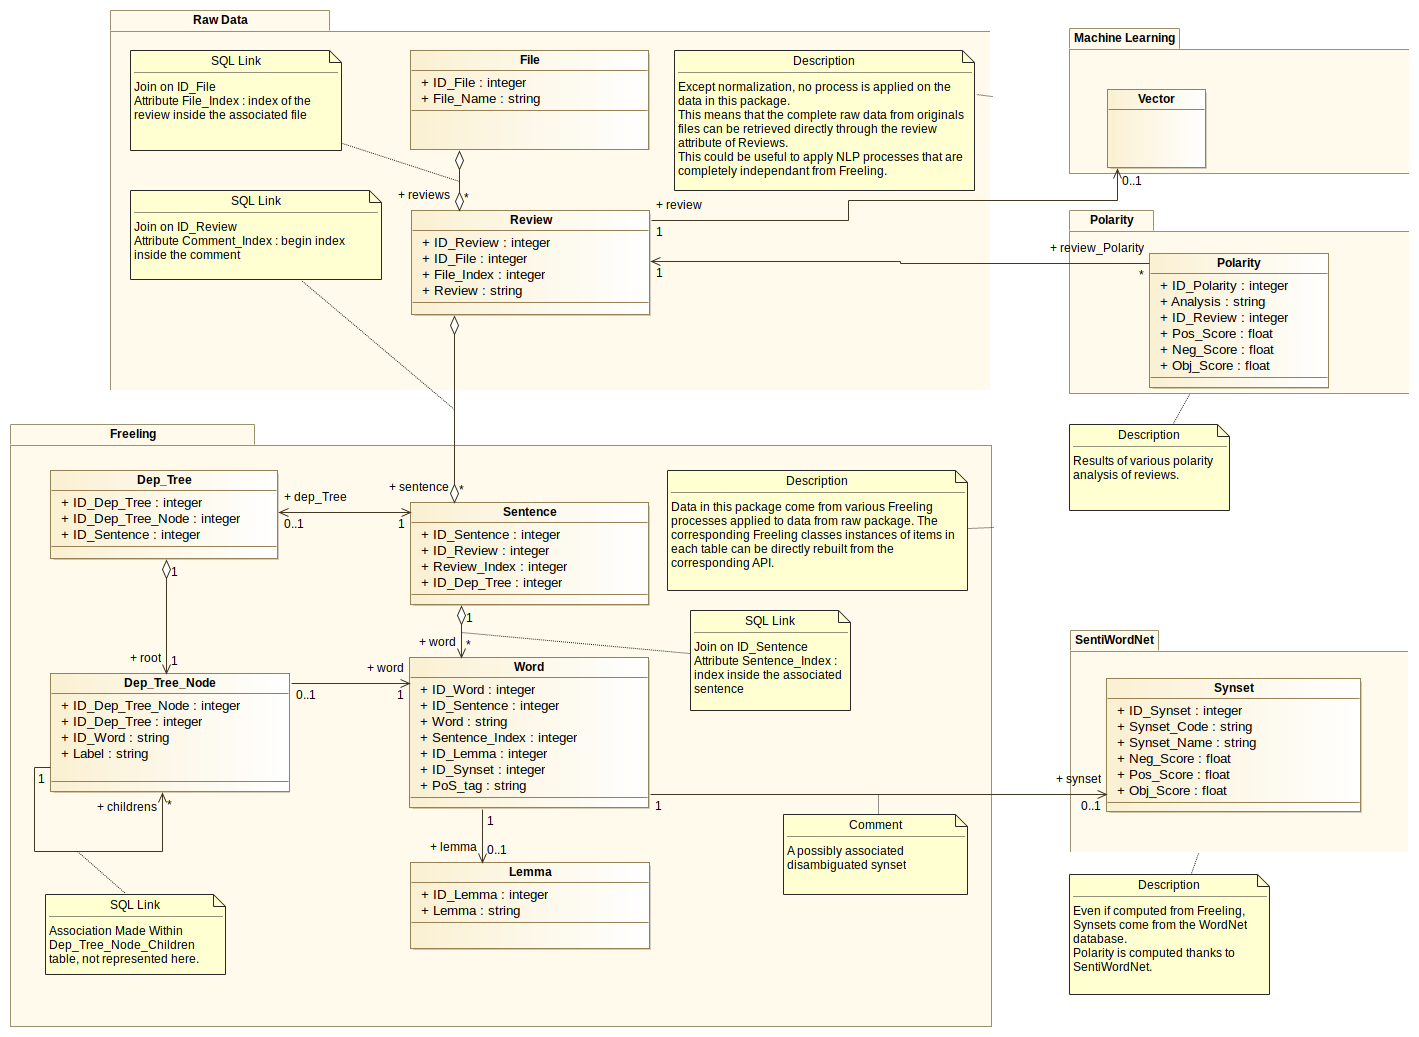 Raw Data
SQL Link
Join on ID_File
Attribute File_Index : index of the
review inside the associated file
File
+ ID_File : integer
+ File_Name : string
Description
Except normalization, no process is applied on the
data in this package.
This means that the complete raw data from originals
files can be retrieved directly through the review
attribute of Reviews.
This could be useful to apply NLP processes that are
completely independant from Freeling.
Machine Learning
Vector
0..1
SQL Link
Join on ID_Review
Attribute Comment_Index : begin index
inside the comment
+ reviews
*
Review
+ ID_Review : integer
+ ID_File : integer
+ File_Index : integer
+ Review : string
+ review
1
1
Polarity
+ review_Polarity
*
Polarity
+ ID_Polarity : integer
+ Analysis : string
+ ID_Review : integer
+ Pos_Score : float
+ Neg_Score : float
+ Obj_Score : float
Description
Results of various polarity
analysis of reviews.
Freeling
Dep_Tree
+ ID_Dep_Tree : integer
+ ID_Dep_Tree_Node : integer
+ ID_Sentence : integer
+ dep_Tree
0..1
1
+ sentence
*
Sentence
+ ID_Sentence : integer
+ ID_Review : integer
+ Review_Index : integer
+ ID_Dep_Tree : integer
Description
Data in this package come from various Freeling
processes applied to data from raw package. The
corresponding Freeling classes instances of items in
each table can be directly rebuilt from the
corresponding API.
1
+ root
1
1
+ word
*
SQL Link
Join on ID_Sentence
Attribute Sentence_Index :
index inside the associated
sentence
Dep_Tree_Node
+ ID_Dep_Tree_Node : integer
+ ID_Dep_Tree : integer
+ ID_Word : string
+ Label : string
+ word
0..1
1
Word
+ ID_Word : integer
+ ID_Sentence : integer
+ Word : string
+ Sentence_Index : integer
+ ID_Lemma : integer
+ ID_Synset : integer
+ PoS_tag : string
SentiWordNet
Synset
+ ID_Synset : integer
+ Synset_Code : string
+ Synset_Name : string
+ Neg_Score : float
+ Pos_Score : float
+ Obj_Score : float
+ synset
1
0..1
1
+ childrens
*
1
+ lemma
0..1
Comment
A possibly associated
disambiguated synset
Lemma
+ ID_Lemma : integer
+ Lemma : string
SQL Link
Association Made Within
Dep_Tree_Node_Children
table, not represented here.
Description
Even if computed from Freeling,
Synsets come from the WordNet
database.
Polarity is computed thanks to
SentiWordNet.